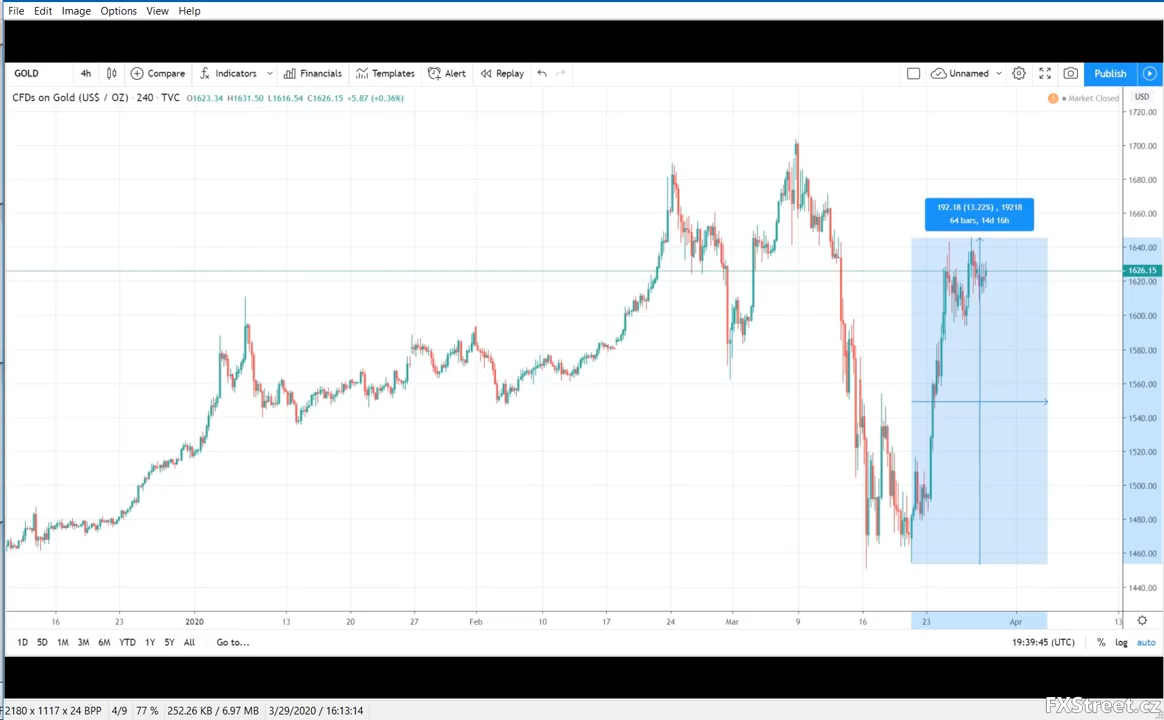 File Edit Image Options View Help
GOLD 4h Compare Indicators Financials Templates Alert Replay Unnamed Publish
CFDs on Gold (US$ / OZ) · 240 · TVC O1623.34 H1631.50 L1616.54 C1626.15 +5.87 (+0.36%)
Market Closed
USD
1720.00
1700.00
1680.00
1660.00
1640.00
1626.15
1620.00
1600.00
1580.00
1560.00
1540.00
1520.00
1500.00
1480.00
1460.00
1440.00
192.18 (13.22%) , 19218
64 bars, 14d 16h
16 23 2020 13 20 27 Feb 10 17 24 Mar 9 16 23 Apr 13
1D 5D 1M 3M 6M YTD 1Y 5Y All Go to... 19:39:45 (UTC) % log auto
2180 x 1117 x 24 BPP 4/9 77 % 252.26 KB / 6.97 MB 3/29/2020 / 16:13:14
FXStreet.cz